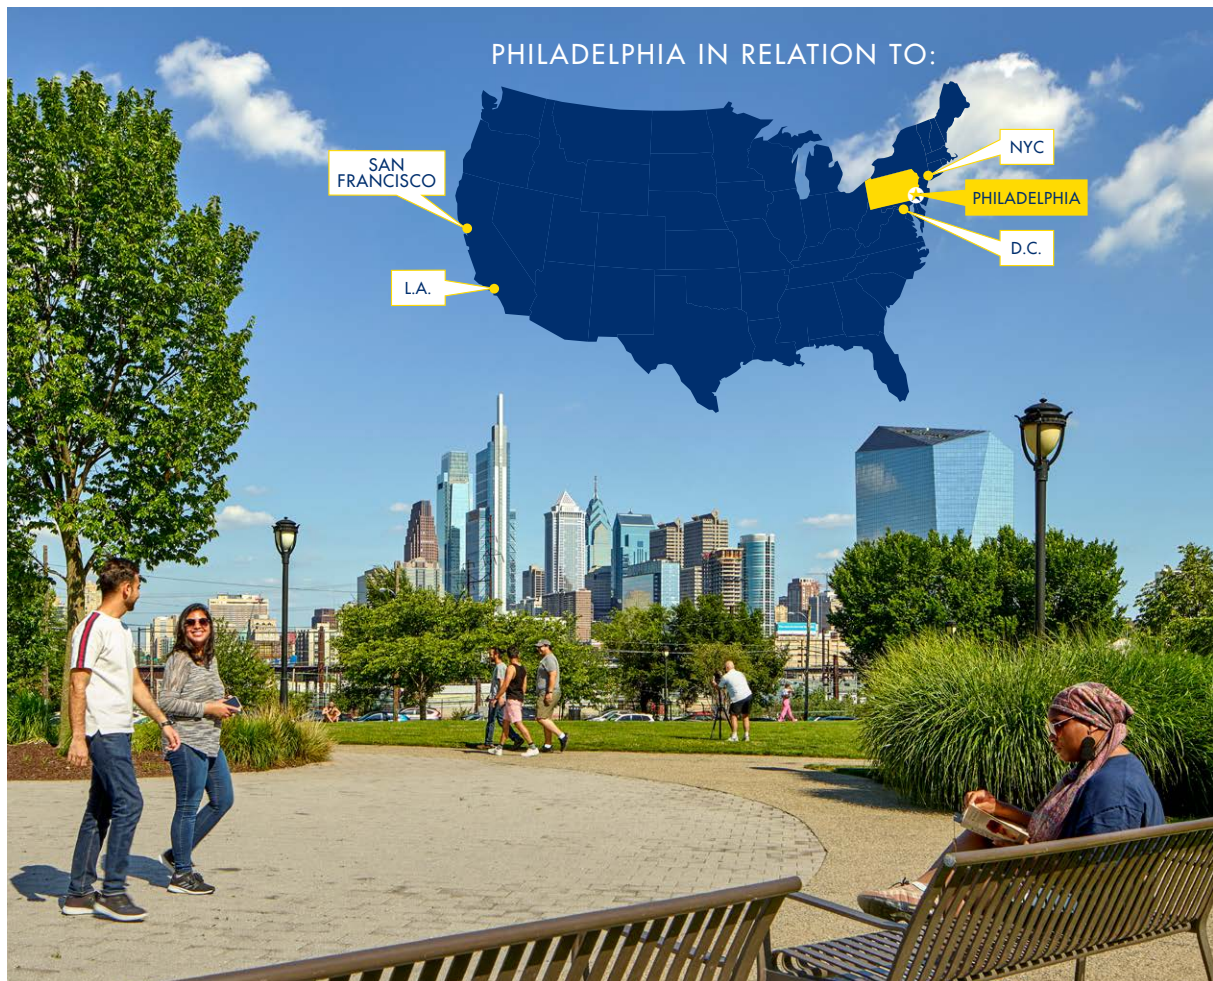 PHILADELPHIA IN RELATION TO:
NYC
SAN
FRANCISCO
PHILADELPHIA
D.C.
L.A.